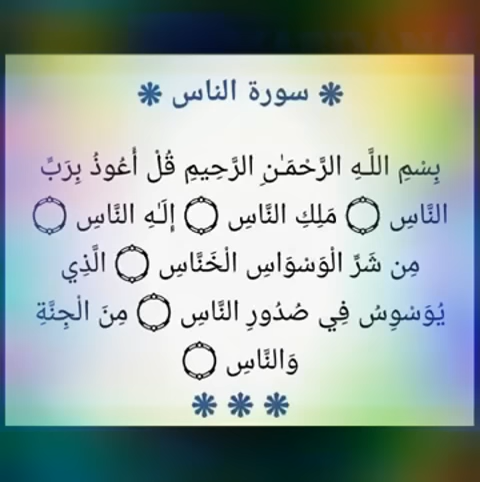 ❋ سورة الناس ❋
بِسْمِ اللَّـهِ الرَّحْمَـٰنِ الرَّحِيمِ قُلْ أَعُوذُ بِرَبِّ
النَّاسِ ۝ مَلِكِ النَّاسِ ۝ إِلَـٰهِ النَّاسِ ۝
مِن شَرِّ الْوَسْوَاسِ الْخَنَّاسِ ۝ الَّذِي
يُوَسْوِسُ فِي صُدُورِ النَّاسِ ۝ مِنَ الْجِنَّةِ
وَالنَّاسِ ۝
❋ ❋ ❋